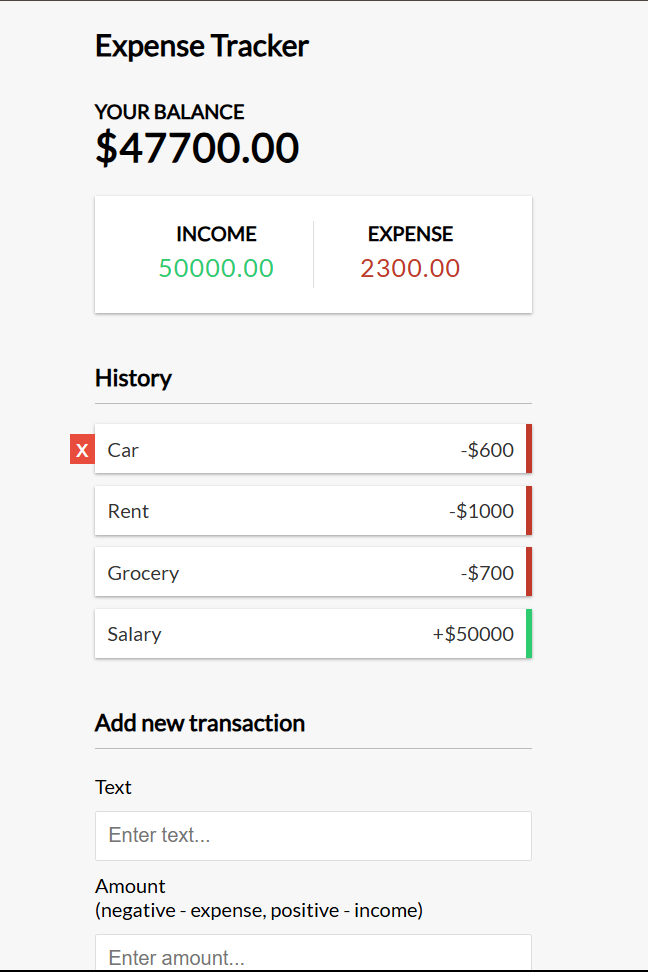 Expense Tracker
YOUR BALANCE
$47700.00
INCOME EXPENSE
50000.00 2300.00
History
X Car -$600
Rent -$1000
Grocery -$700
Salary +$50000
Add new transaction
Text
Enter text...
Amount
(negative - expense, positive - income)
Enter amount...